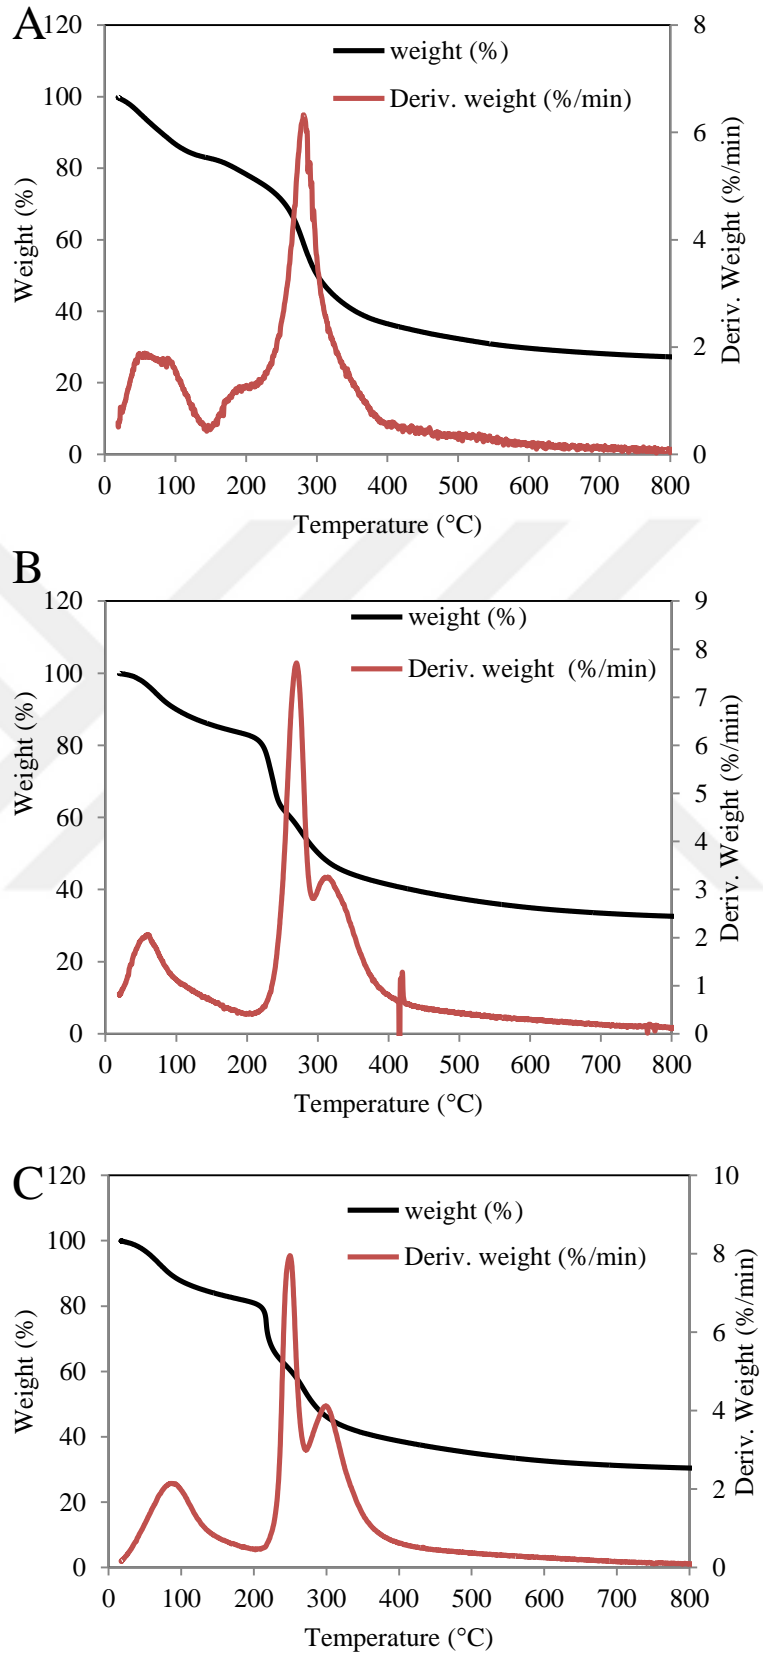 A
120
100
80
60
40
20
0
Weight (%)
weight (%)
Deriv. weight (%/min)
8
6
4
2
0
Deriv. Weight (%/min)
0 100 200 300 400 500 600 700 800
Temperature (°C)
B
120
100
80
60
40
20
0
Weight (%)
weight (%)
Deriv. weight (%/min)
9
8
7
6
5
4
3
2
1
0
Deriv. Weight (%/min)
0 100 200 300 400 500 600 700 800
Temperature (°C)
C
120
100
80
60
40
20
0
Weight (%)
weight (%)
Deriv. weight (%/min)
10
8
6
4
2
0
Deriv. Weight (%/min)
0 100 200 300 400 500 600 700 800
Temperature (°C)